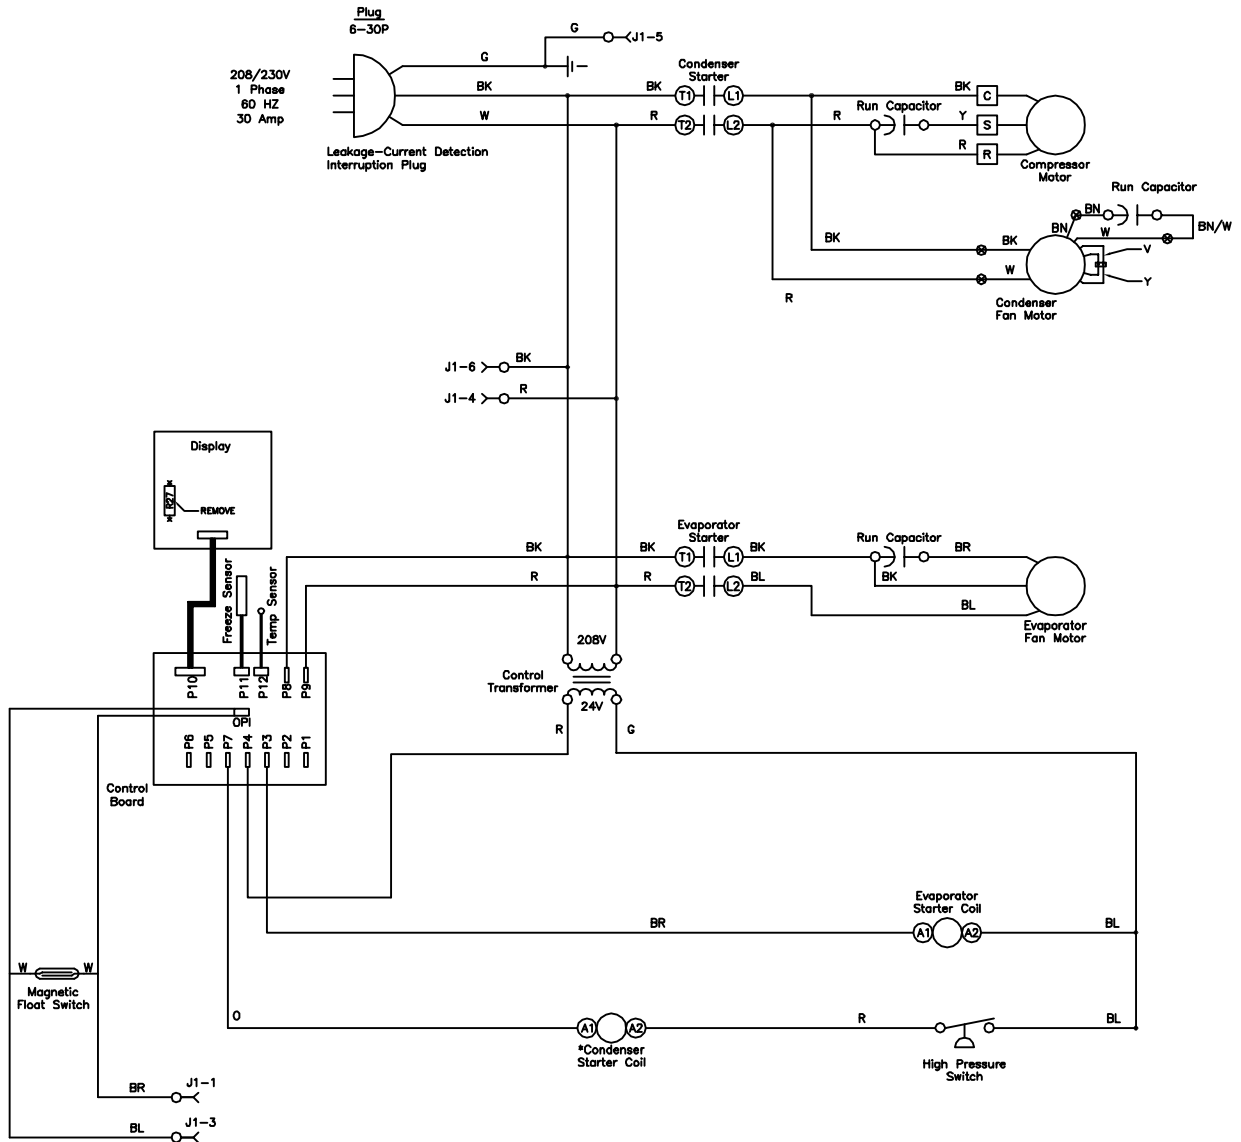 Plug
6-30P
G
J1-5
208/230V
1 Phase
60 HZ
30 Amp
G
BK
W
Leakage-Current Detection
Interruption Plug
Condenser
Starter
BK
T1
L1
R
T2
L2
BK
C
Run Capacitor
R
Y
S
R
R
Compressor
Motor
Run Capacitor
BN
BN
W
BN/W
BK
BK
W
V
Y
R
Condenser
Fan Motor
J1-6
BK
J1-4
R
Display
R27
REMOVE
Freeze Sensor
Temp Sensor
Evaporator
Starter
BK
BK
T1
L1
BK
Run Capacitor
BR
R
R
T2
L2
BL
BK
BL
Evaporator
Fan Motor
208V
Control
Transformer
24V
R
G
P10
P11
P12
P8
P9
OPI
P6
P5
P7
P4
P3
P2
P1
Control
Board
Evaporator
Starter Coil
BR
A1
A2
BL
W
W
Magnetic
Float Switch
O
A1
A2
R
BL
*Condenser
Starter Coil
High Pressure
Switch
BR
J1-1
BL
J1-3